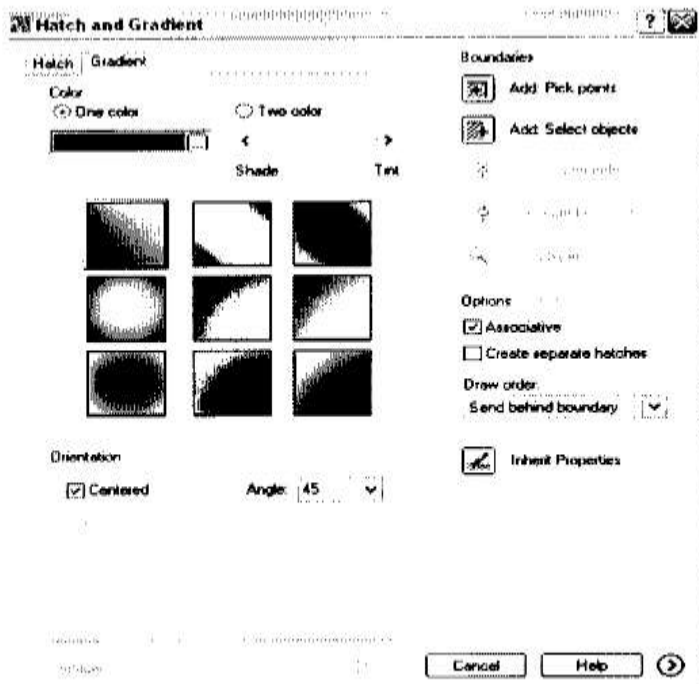 Hatch and Gradient
?
Hatch Gradient
Color
One color Two color
Shade Tint
Orientation
Centered Angle: 45
Boundaries
Add: Pick points
Add: Select objects
Options
Associative
Create separate hatches
Draw order:
Send behind boundary
Inherit Properties
Cancel Help